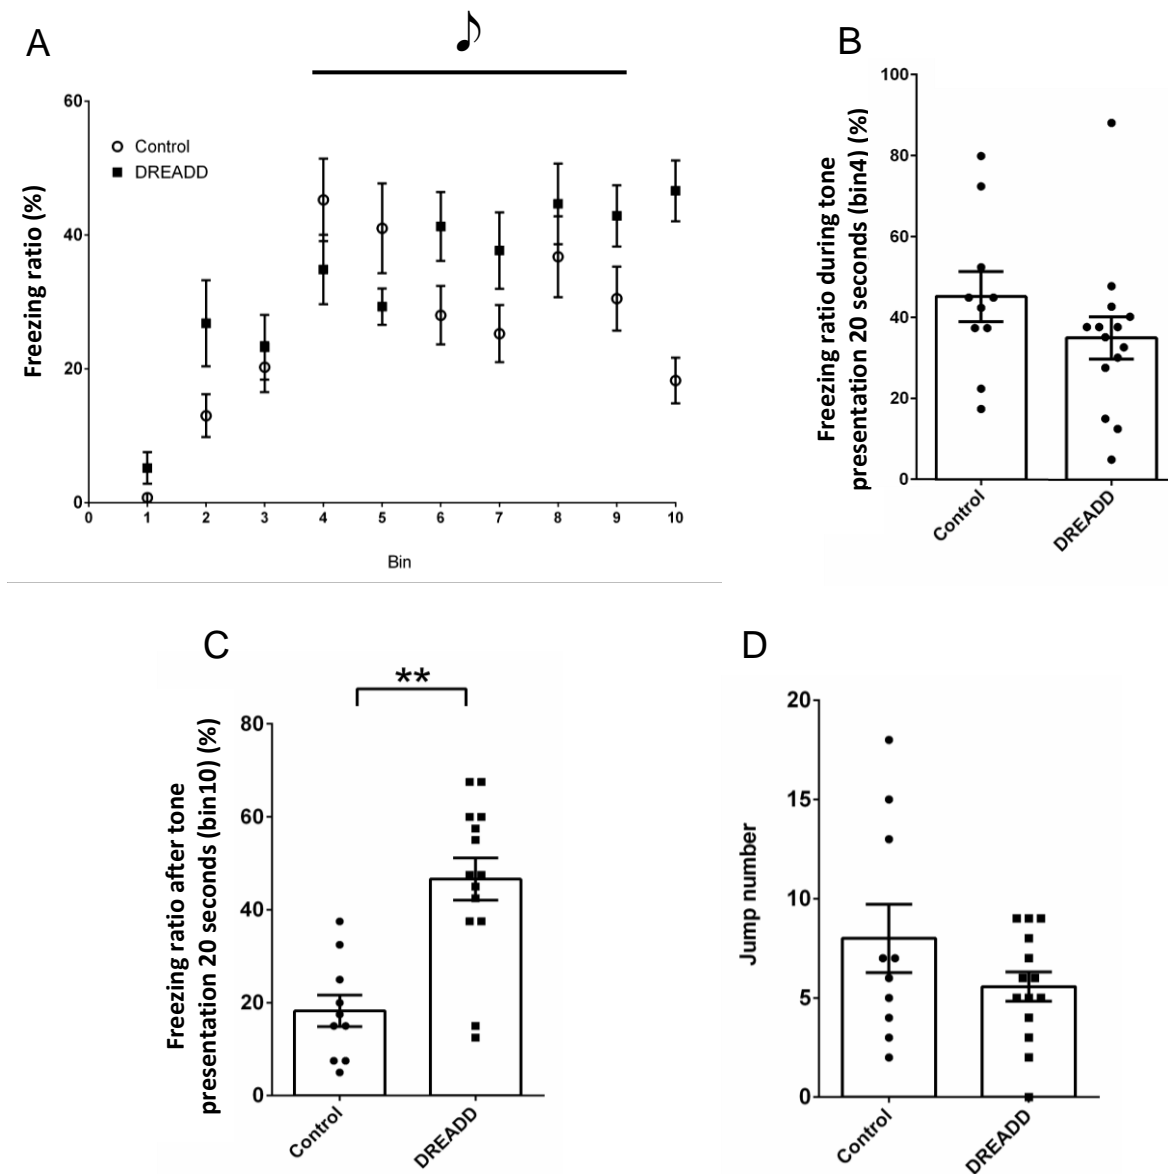 A
60
40
20
0
Control
DREADD
Freezing ratio (%)
0 1 2 3 4 5 6 7 8 9 10
Bin
B
100
80
60
40
20
0
Freezing ratio during tone
presentation 20 seconds (bin4) (%)
Control
DREADD
C
**
80
60
40
20
0
Freezing ratio after tone
presentation 20 seconds (bin10) (%)
Control
DREADD
D
20
15
10
5
0
Jump number
Control
DREADD